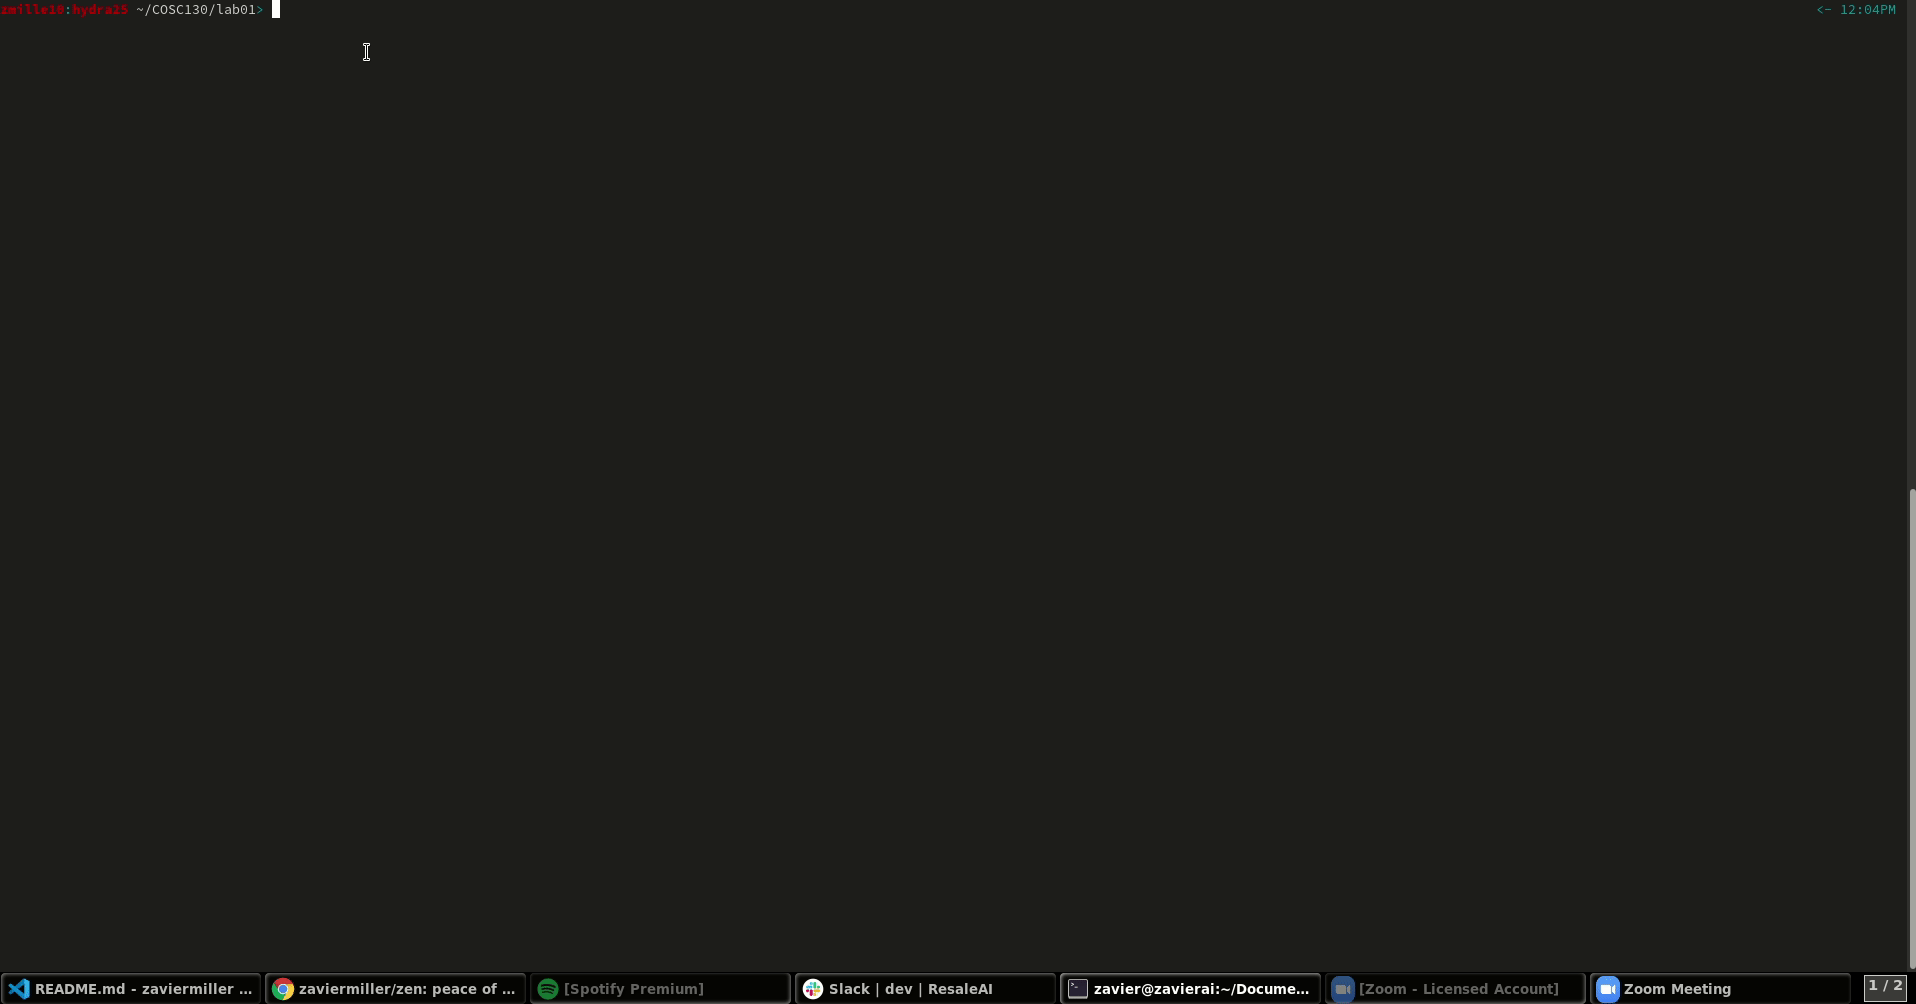 zmille18:hydra25 ~/COSC130/lab01>
<- 12:04PM
README.md - zaviermiller ...
zaviermiller/zen: peace of ...
[Spotify Premium]
Slack | dev | ResaleAI
zavier@zavierai:~/Docume...
[Zoom - Licensed Account]
Zoom Meeting
1 / 2